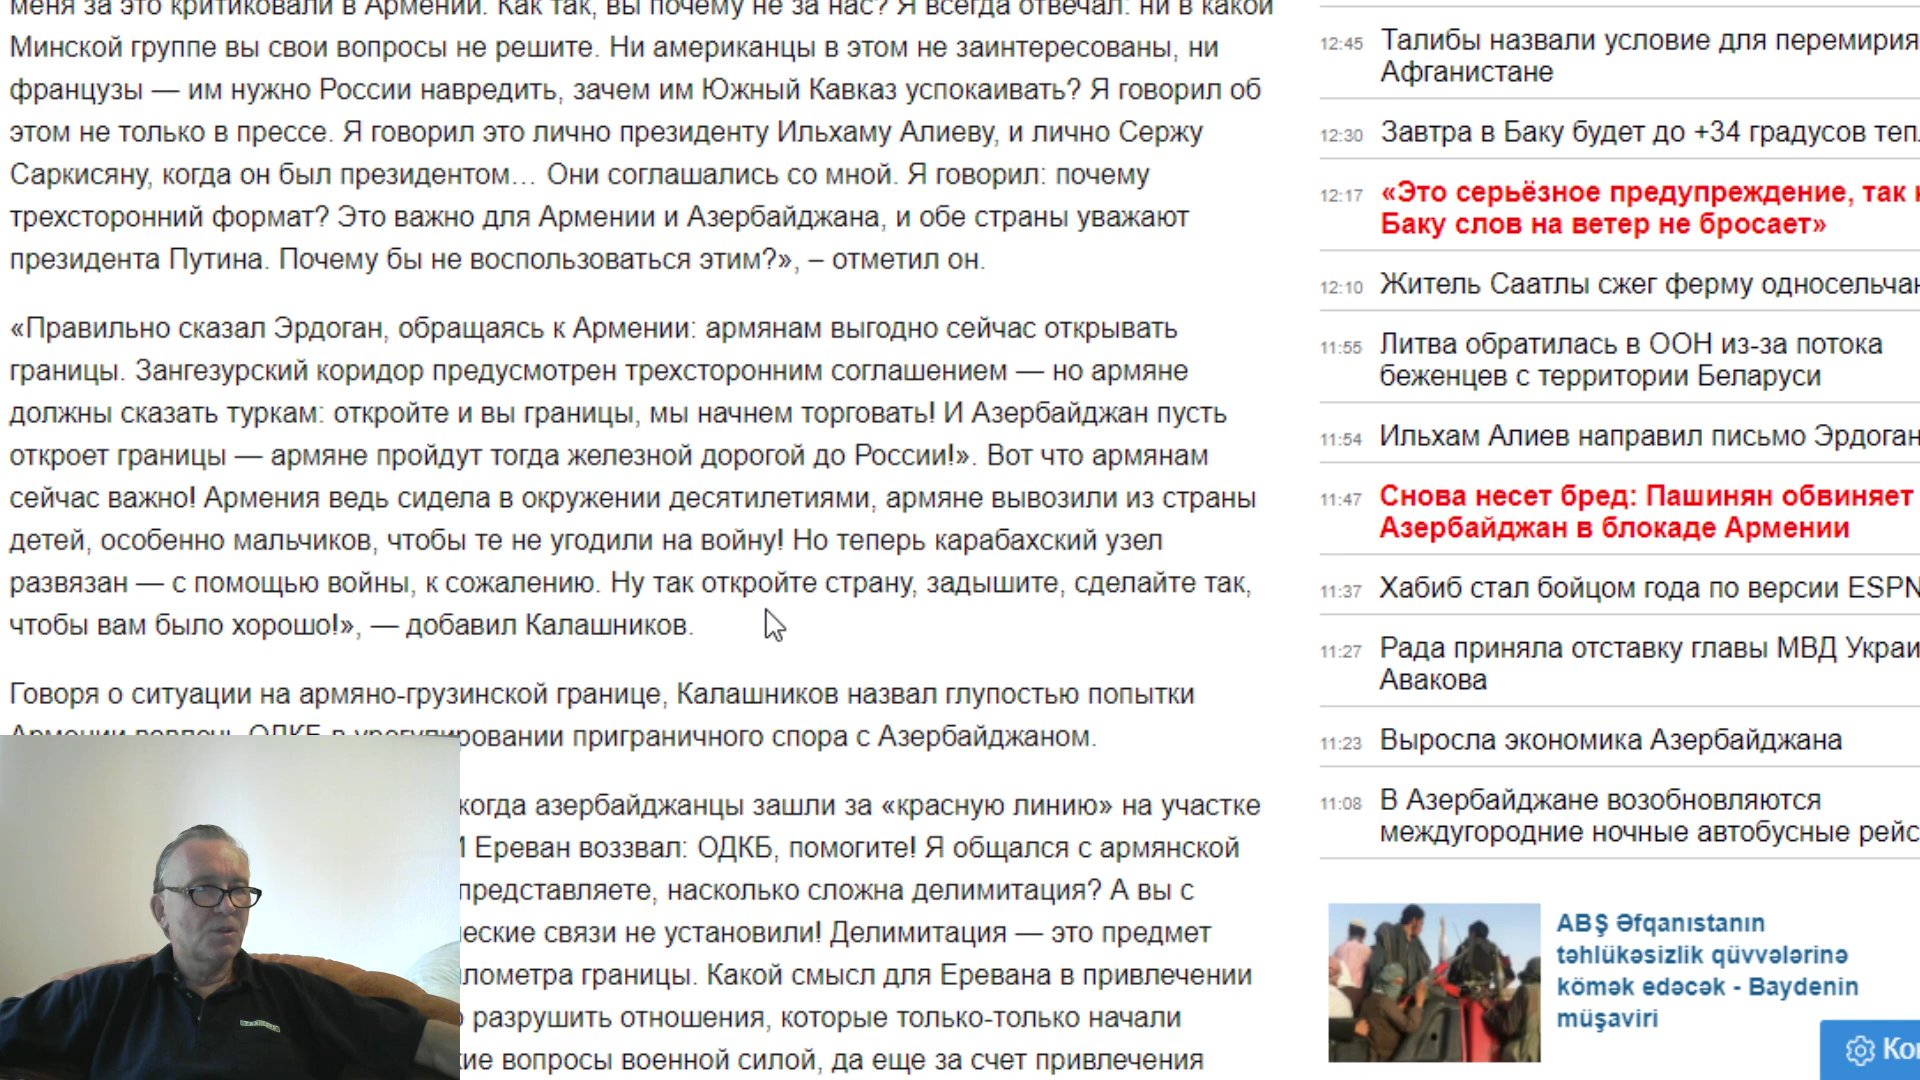 меня за это критиковали в Армении. Как так, вы почему не за нас? Я всегда отвечал: ни в какой
Минской группе вы свои вопросы не решите. Ни американцы в этом не заинтересованы, ни
французы — им нужно России навредить, зачем им Южный Кавказ успокаивать? Я говорил об
этом не только в прессе. Я говорил это лично президенту Ильхаму Алиеву, и лично Сержу
Саркисяну, когда он был президентом… Они соглашались со мной. Я говорил: почему
трехсторонний формат? Это важно для Армении и Азербайджана, и обе страны уважают
президента Путина. Почему бы не воспользоваться этим?», – отметил он.
«Правильно сказал Эрдоган, обращаясь к Армении: армянам выгодно сейчас открывать
границы. Зангезурский коридор предусмотрен трехсторонним соглашением — но армяне
должны сказать туркам: откройте и вы границы, мы начнем торговать! И Азербайджан пусть
откроет границы — армяне пройдут тогда железной дорогой до России!». Вот что армянам
сейчас важно! Армения ведь сидела в окружении десятилетиями, армяне вывозили из страны
детей, особенно мальчиков, чтобы те не угодили на войну! Но теперь карабахский узел
развязан — с помощью войны, к сожалению. Ну так откройте страну, задышите, сделайте так,
чтобы вам было хорошо!», — добавил Калашников.
Говоря о ситуации на армяно-грузинской границе, Калашников назвал глупостью попытки
Армении вовлечь ОДКБ в урегулировании приграничного спора с Азербайджаном.
когда азербайджанцы зашли за «красную линию» на участке
Ереван воззвал: ОДКБ, помогите! Я общался с армянской
представляете, насколько сложна делимитация? А вы с
еские связи не установили! Делимитация — это предмет
лометра границы. Какой смысл для Еревана в привлечении
разрушить отношения, которые только-только начали
кие вопросы военной силой, да еще за счет привлечения
12:45 Талибы назвали условие для перемирия
Афганистане
12:30 Завтра в Баку будет до +34 градусов теп
12:17 «Это серьёзное предупреждение, так к
Баку слов на ветер не бросает»
12:10 Житель Саатлы сжег ферму односельчан
11:55 Литва обратилась в ООН из-за потока
беженцев с территории Беларуси
11:54 Ильхам Алиев направил письмо Эрдоган
11:47 Снова несет бред: Пашинян обвиняет
Азербайджан в блокаде Армении
11:37 Хабиб стал бойцом года по версии ESPN
11:27 Рада приняла отставку главы МВД Украи
Авакова
11:23 Выросла экономика Азербайджана
11:08 В Азербайджане возобновляются
междугородние ночные автобусные рейс
ABŞ Əfqanıstanın
təhlükəsizlik qüvvələrinə
kömək edəcək - Baydenin
müşaviri
Ко